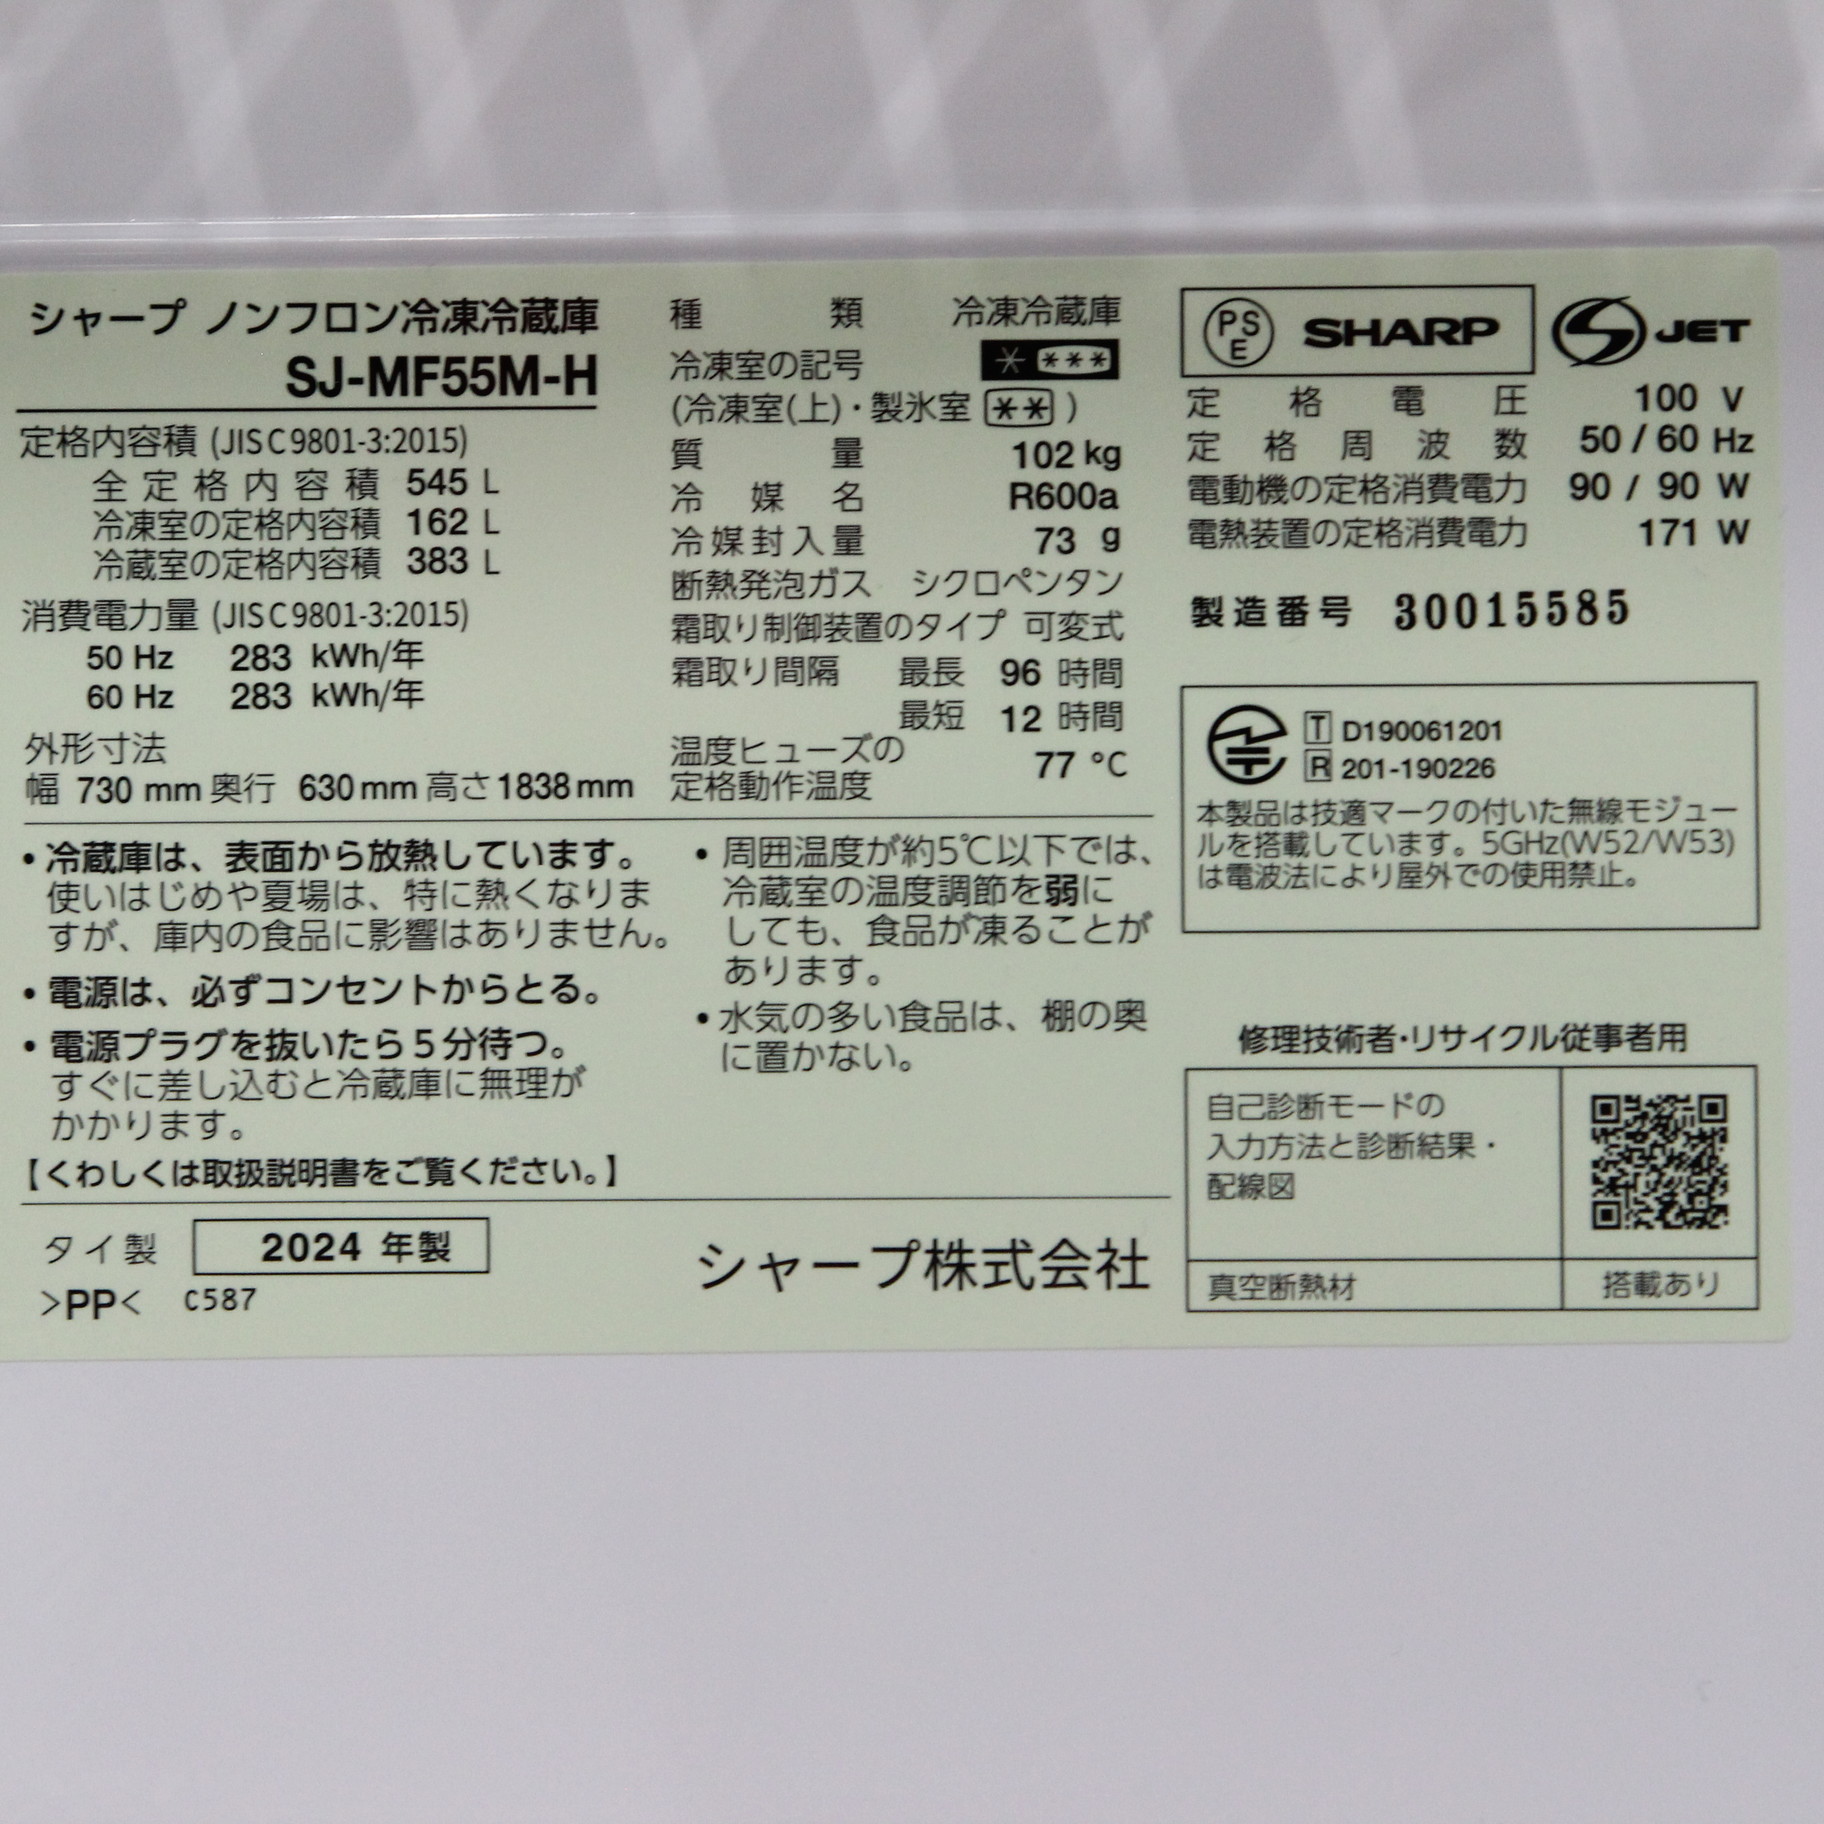 シャープ ノンフロン冷凍冷蔵庫
SJ-MF55M-H
定格内容積 (JIS C 9801-3:2015)
全定格内容積 545 L
冷凍室の定格内容積 162 L
冷蔵室の定格内容積 383 L
消費電力量 (JIS C 9801-3:2015)
50 Hz 283 kWh/年
60 Hz 283 kWh/年
外形寸法
幅 730 mm 奥行 630 mm 高さ 1838 mm
種類 冷凍冷蔵庫
冷凍室の記号 * ***
(冷凍室(上)・製氷室 ** )
質量 102 kg
冷媒名 R600a
冷媒封入量 73 g
断熱発泡ガス シクロペンタン
霜取り制御装置のタイプ 可変式
霜取り間隔 最長 96 時間
最短 12 時間
温度ヒューズの
定格動作温度 77 °C
PSE SHARP
S JET
定格電圧 100 V
定格周波数 50 / 60 Hz
電動機の定格消費電力 90 / 90 W
電熱装置の定格消費電力 171 W
製造番号 30015585
T D190061201
R 201-190226
本製品は技適マークの付いた無線モジュー
ルを搭載しています。5GHz(W52/W53)
は電波法により屋外での使用禁止。
• 冷蔵庫は、表面から放熱しています。
使いはじめや夏場は、特に熱くなりま
すが、庫内の食品に影響はありません。
• 電源は、必ずコンセントからとる。
• 電源プラグを抜いたら5分待つ。
すぐに差し込むと冷蔵庫に無理が
かかります。
【くわしくは取扱説明書をご覧ください。】
• 周囲温度が約5℃以下では、
冷蔵室の温度調節を弱に
しても、食品が凍ることが
あります。
• 水気の多い食品は、棚の奥
に置かない。
修理技術者・リサイクル従事者用
自己診断モードの
入力方法と診断結果・
配線図
真空断熱材 搭載あり
タイ製 2024 年製
>PP< C587
シャープ株式会社